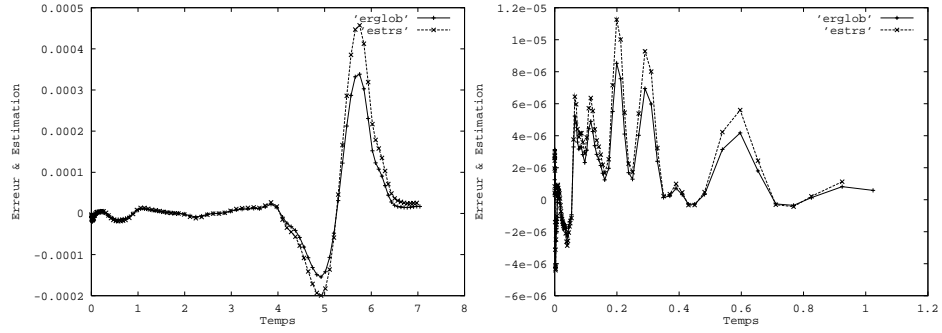 0.0005
0.0004
0.0003
0.0002
0.0001
0
-0.0001
-0.0002
0 1 2 3 4 5 6 7 8
Temps
Erreur & Estimation
'erglob'
'estrs'
1.2e-05
1e-05
8e-06
6e-06
4e-06
2e-06
0
-2e-06
-4e-06
-6e-06
0 0.2 0.4 0.6 0.8 1 1.2
Temps
Erreur & Estimation
'erglob'
'estrs'